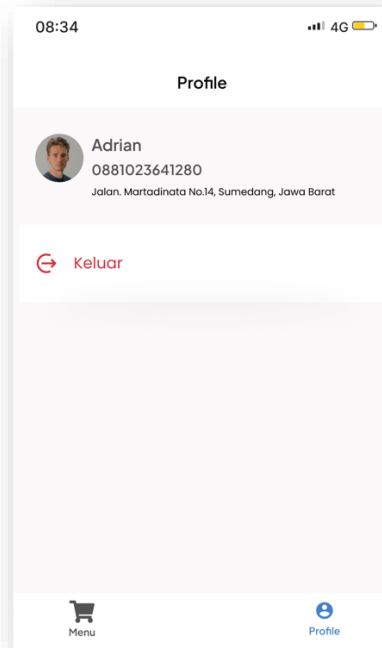 08:34
4G
Profile
Adrian
0881023641280
Jalan. Martadinata No.14, Sumedang, Jawa Barat
Keluar
Menu
Profile